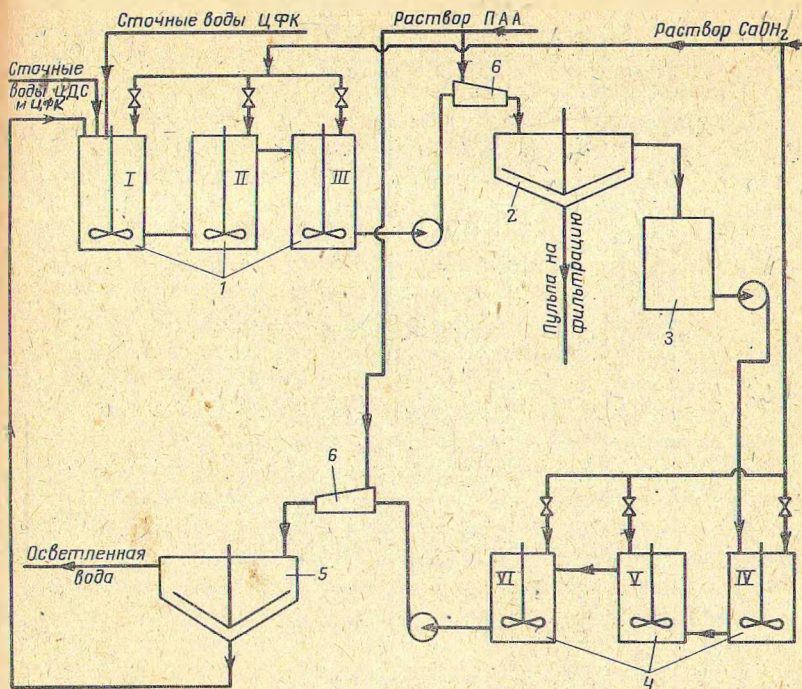 Сточные воды ЦФК
Раствор ПАА
Раствор CaOH2
Сточные
воды ЦДС
и ЦФК
6
I
II
III
1
2
Пульпа на
фильтрацию
3
6
Осветленная
вода
5
VI
V
IV
4